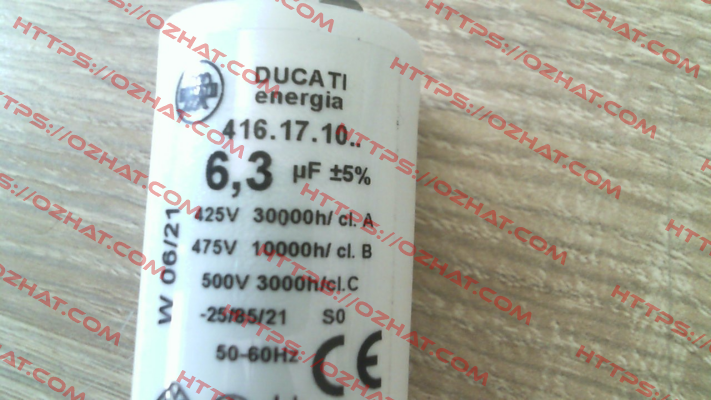 DUCATI
energia
416.17.10..
6,3 µF ±5%
425V 30000h/ cl. A
475V 10000h/ cl. B
500V 3000h/cl.C
-25/85/21 S0
50-60Hz CE
W 06/21
HTTPS://OZHAT.COM